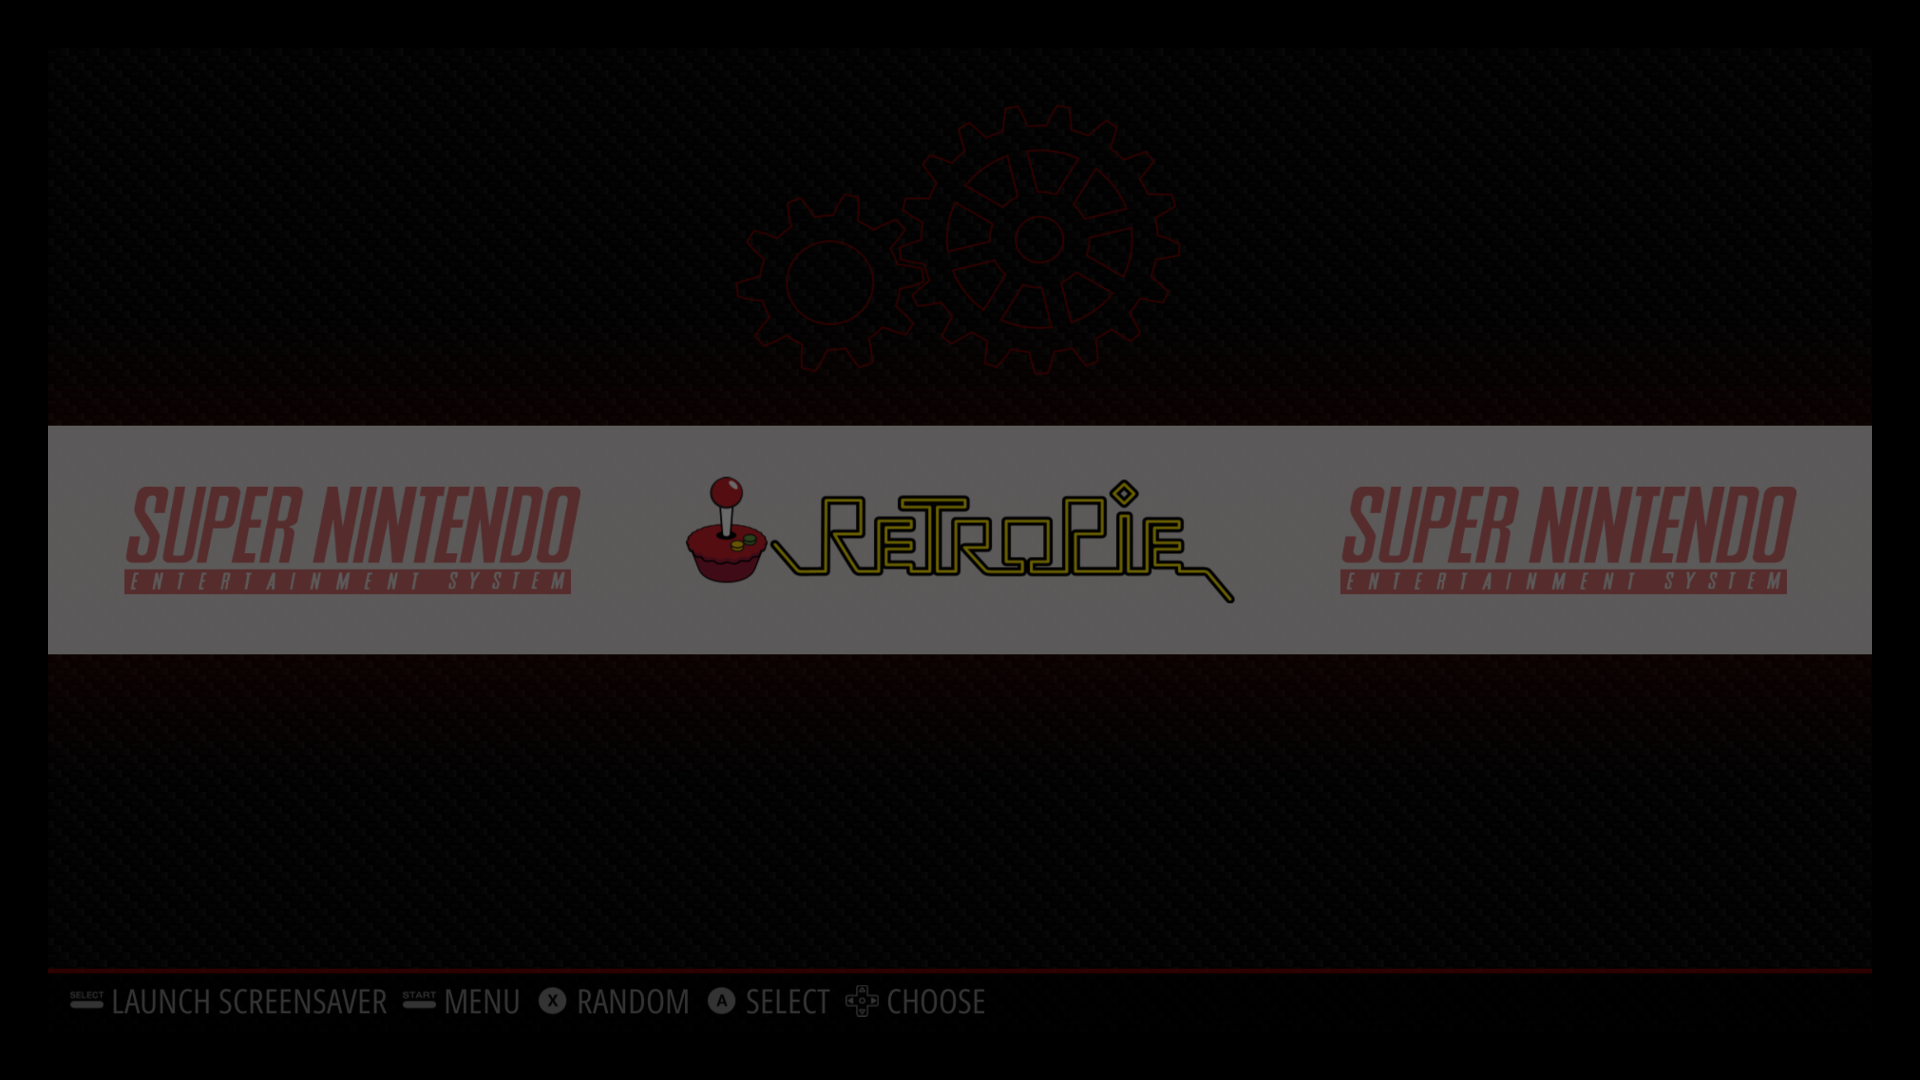 SUPER NINTENDO
ENTERTAINMENT SYSTEM
RETROPIE
SUPER NINTENDO
ENTERTAINMENT SYSTEM
SELECT LAUNCH SCREENSAVER START MENU X RANDOM A SELECT CHOOSE